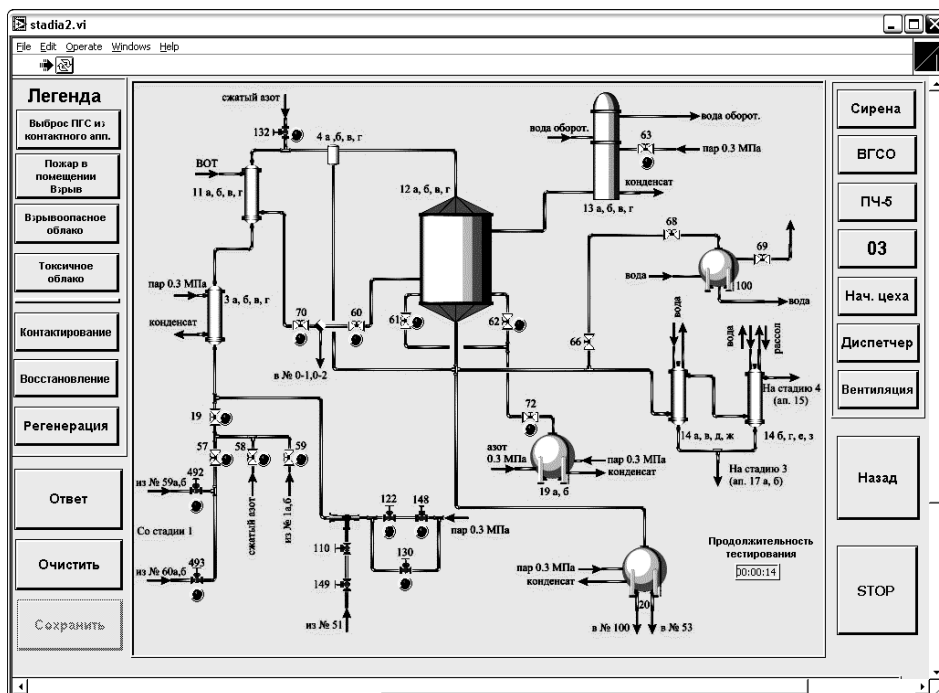 stadia2.vi
File Edit Operate Windows Help
Легенда
Выброс ПГС из
контактного апп.
Пожар в
помещении
Взрыв
Взрывоопасное
облако
Токсичное
облако
Контактирование
Восстановление
Регенерация
Ответ
Очистить
Сохранить
сжатый азот
132
4 а,б, в, г
ВОТ
11 а, б, в, г
12 а, б, в, г
вода оборот.
вода оборот.
63
пар 0.3 МПа
конденсат
13 а, б, в, г
68
69
100
вода
вода
пар 0.3 МПа
3 а, б, в, г
конденсат
70
60
61
62
66
в № 0-1,0-2
вода
вода
рассол
На стадию 4
(ап. 15)
19
72
57
58
59
азот
0.3 МПа
пар 0.3 МПа
конденсат
19 а, б
14 а, в, д, ж
14 б, г, е, з
На стадию 3
(ап. 17 а, б)
492
из № 59а,б
Со стадии 1
сжатый азот
из № 1а,б
122
148
пар 0.3 МПа
110
130
149
493
из № 60а,б
из № 51
пар 0.3 МПа
конденсат
20
в № 100
в № 53
Продолжительность
тестирования
00:00:14
Сирена
ВГСО
ПЧ-5
03
Нач. цеха
Диспетчер
Вентиляция
Назад
STOP